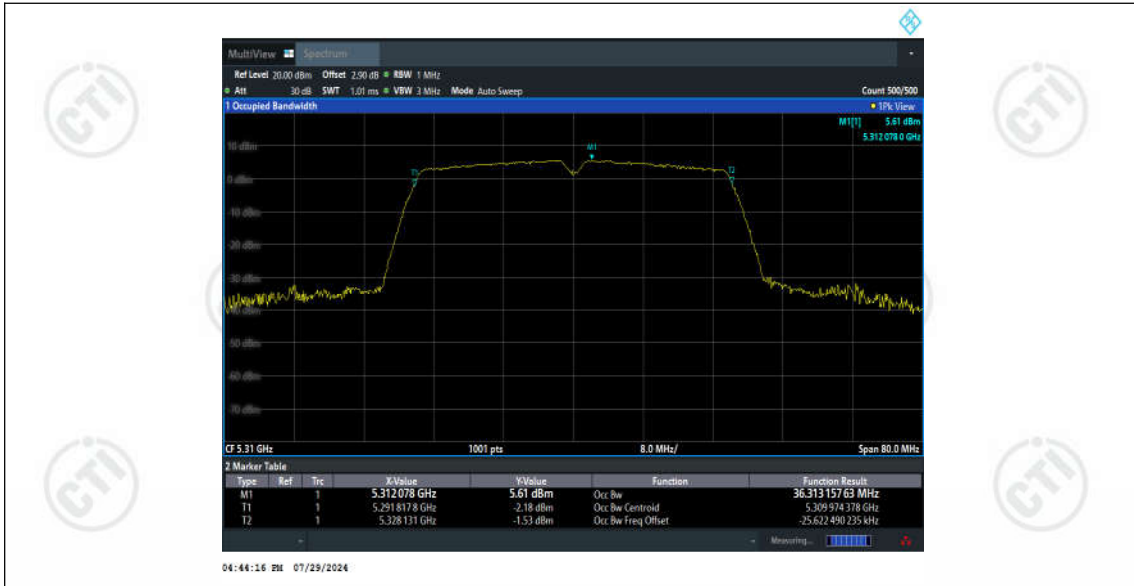 MultiView Spectrum
Ref Level 20.00 dBm Offset 2.90 dB RBW 1 MHz
Att 30 dB SWT 1.01 ms VBW 3 MHz Mode Auto Sweep Count 500/500
1 Occupied Bandwidth 1Pk View
M1[1] 5.61 dBm
5.312 078 0 GHz
M1
10 dBm
T1 T2
0 dBm
-10 dBm
-20 dBm
-30 dBm
-40 dBm
-50 dBm
-60 dBm
-70 dBm
CF 5.31 GHz 1001 pts 8.0 MHz/ Span 80.0 MHz
2 Marker Table
Type Ref Trc X-Value Y-Value Function Function Result
M1 1 5.312 078 GHz 5.61 dBm Occ Bw 36.313 157 63 MHz
T1 1 5.291 817 8 GHz -2.18 dBm Occ Bw Centroid 5.309 974 378 GHz
T2 1 5.328 131 GHz -1.53 dBm Occ Bw Freq Offset -25.622 490 235 kHz
Measuring...
04:44:16 PM 07/29/2024
CTI
CTI
CTI
CTI